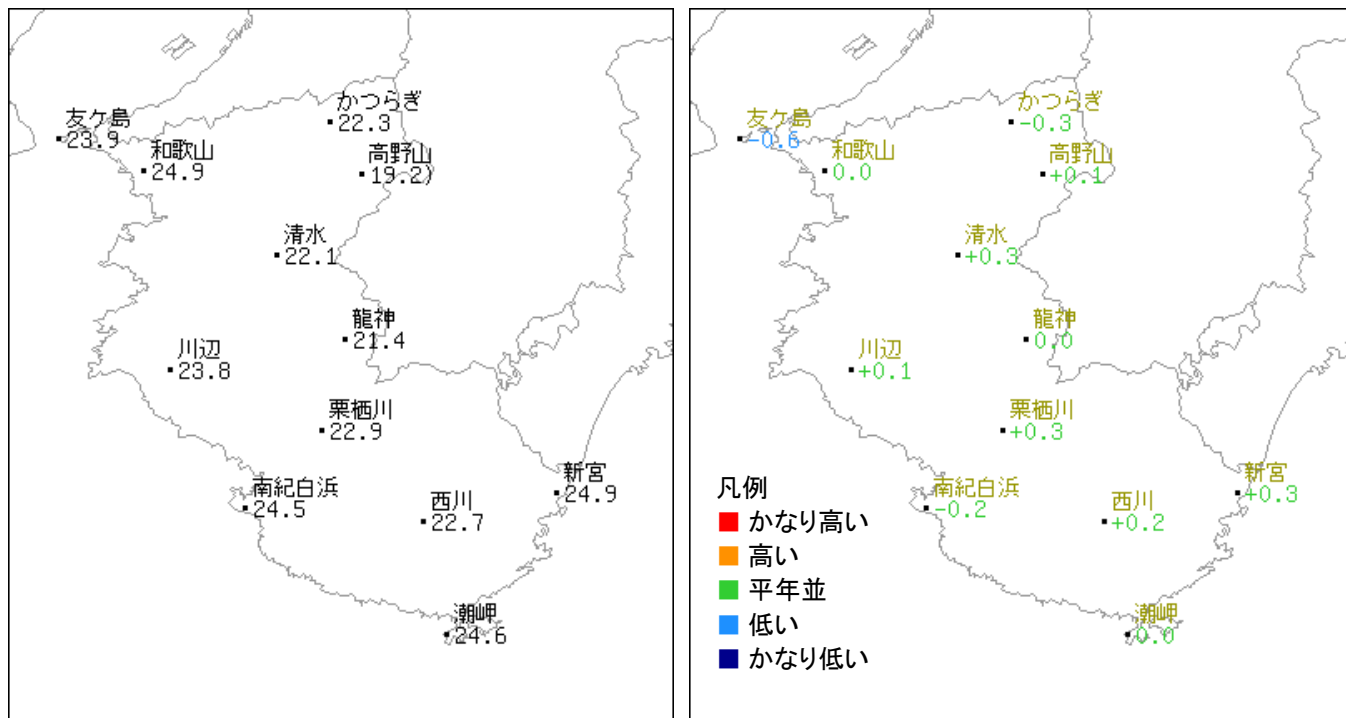 かつらぎ
22.3
友ケ島
23.9
和歌山
24.9
高野山
19.2)
清水
22.1
龍神
21.4
川辺
23.8
栗栖川
22.9
新宮
24.9
南紀白浜
24.5
西川
22.7
潮岬
24.6
かつらぎ
-0.3
友ケ島
-0.6
和歌山
0.0
高野山
+0.1
清水
+0.3
龍神
0.0
川辺
+0.1
栗栖川
+0.3
新宮
+0.3
南紀白浜
-0.2
西川
+0.2
潮岬
0.0
凡例
かなり高い
高い
平年並
低い
かなり低い